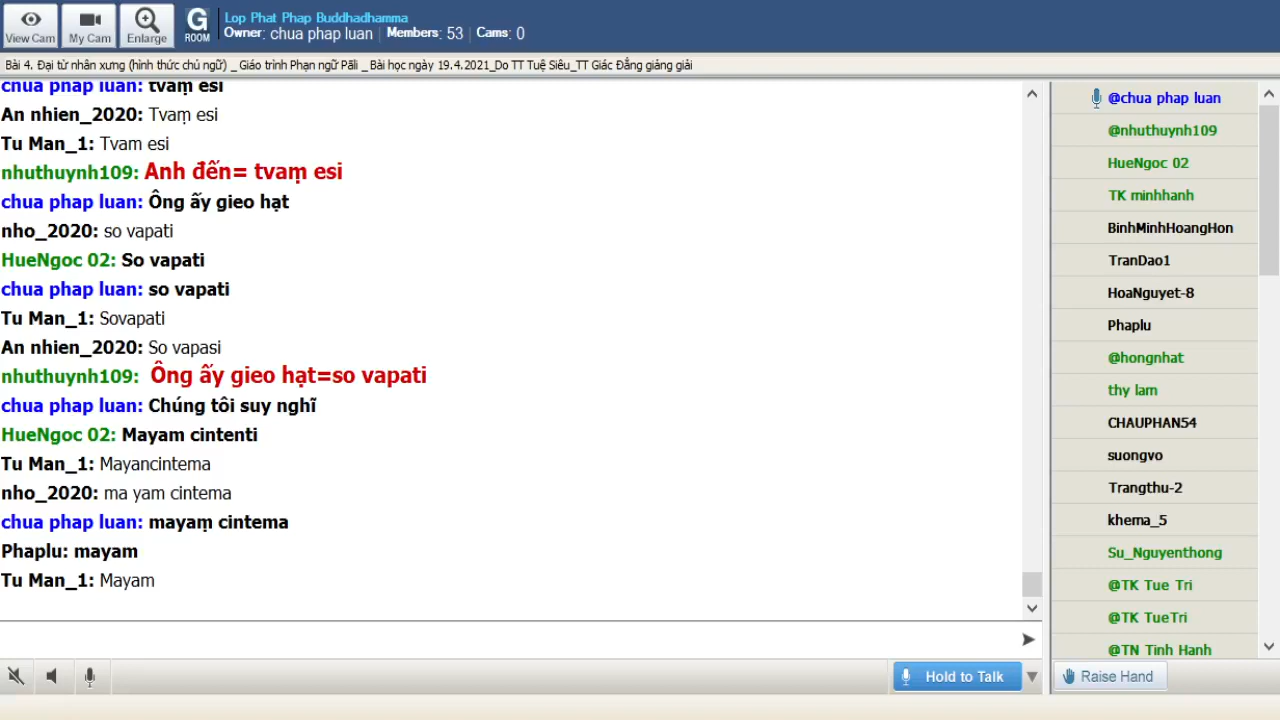 View Cam
My Cam
Enlarge
G
ROOM
Lop Phat Phap Buddhadhamma
Owner: chua phap luan | Members: 53 | Cams: 0
Bài 4. Đại từ nhân xưng (hình thức chủ ngữ) _ Giáo trình Phạn ngữ Pāli _ Bài học ngày 19.4.2021_Do TT Tuệ Siêu_TT Giác Đẳng giảng giải
chua phap luan: tvaṃ esi
An nhien_2020: Tvaṃ esi
Tu Man_1: Tvam esi
nhuthuynh109: Anh đến= tvaṃ esi
chua phap luan: Ông ấy gieo hạt
nho_2020: so vapati
HueNgoc 02: So vapati
chua phap luan: so vapati
Tu Man_1: Sovapati
An nhien_2020: So vapasi
nhuthuynh109: Ông ấy gieo hạt=so vapati
chua phap luan: Chúng tôi suy nghĩ
HueNgoc 02: Mayam cintenti
Tu Man_1: Mayancintema
nho_2020: ma yam cintema
chua phap luan: mayaṃ cintema
Phaplu: mayam
Tu Man_1: Mayam
@chua phap luan
@nhuthuynh109
HueNgoc 02
TK minhhanh
BinhMinhHoangHon
TranDao1
HoaNguyet-8
Phaplu
@hongnhat
thy lam
CHAUPHAN54
suongvo
Trangthu-2
khema_5
Su_Nguyenthong
@TK Tue Tri
@TK TueTri
@TN Tinh Hanh
Hold to Talk
Raise Hand